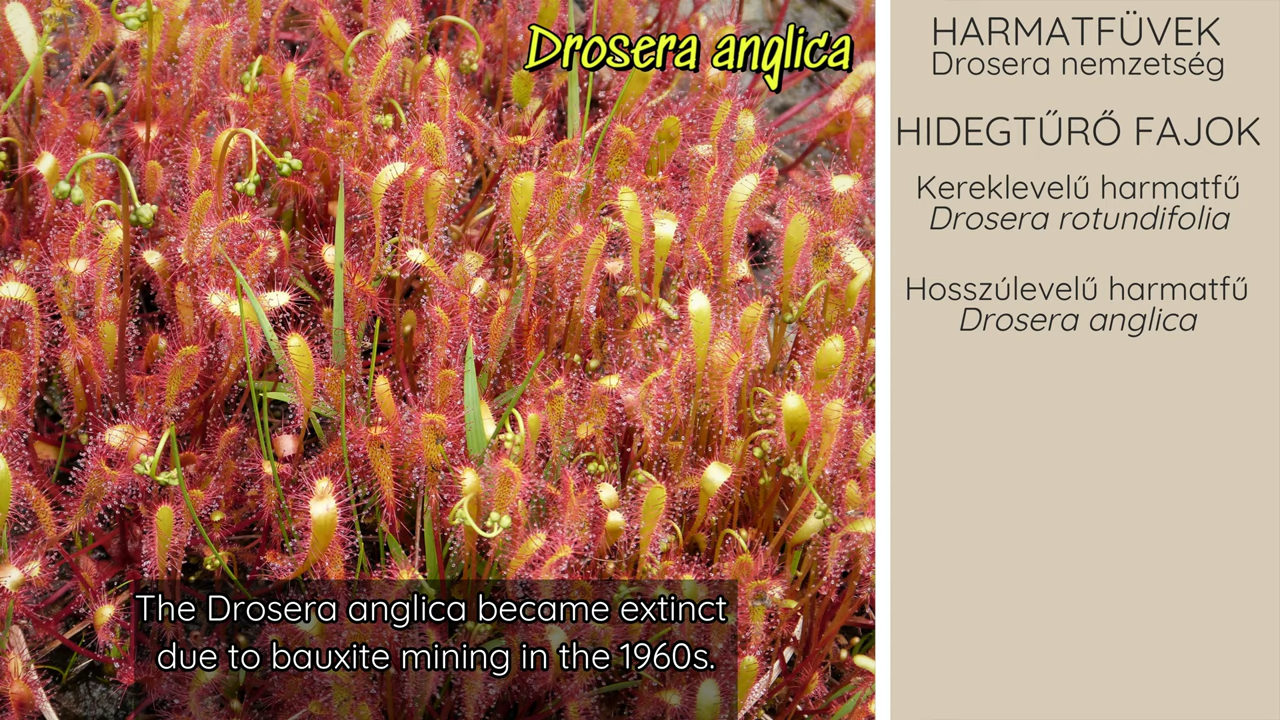 Drosera anglica
The Drosera anglica became extinct
due to bauxite mining in the 1960s.
HARMATFÜVEK
Drosera nemzetség
HIDEGTŰRŐ FAJOK
Kereklevelű harmatfű
Drosera rotundifolia
Hosszúlevelű harmatfű
Drosera anglica